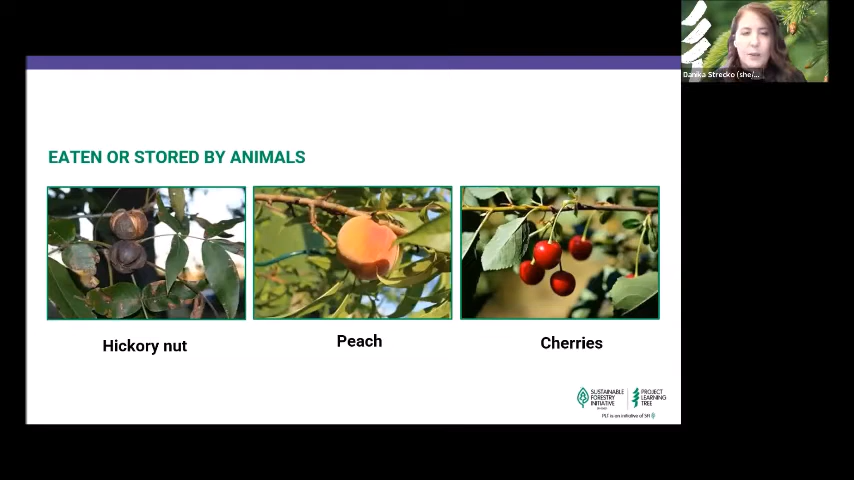 Danika Strecko (she/...
EATEN OR STORED BY ANIMALS
Hickory nut
Peach
Cherries
SUSTAINABLE
FORESTRY
INITIATIVE
PROJECT
LEARNING
TREE
PLT is an initiative of SFI